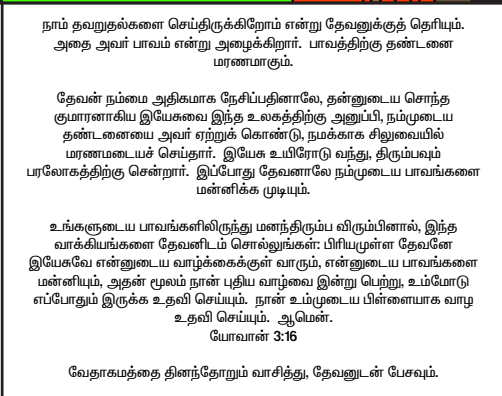 நாம் தவறுதல்களை செய்திருக்கிறோம் என்று தேவனுக்குத் தெரியும்.
அதை அவர் பாவம் என்று அழைக்கிறார். பாவத்திற்கு தண்டனை
மரணமாகும்.
தேவன் நம்மை அதிகமாக நேசிப்பதினாலே, தன்னுடைய சொந்த
குமாரனாகிய இயேசுவை இந்த உலகத்திற்கு அனுப்பி, நம்முடைய
தண்டனையை அவர் ஏற்றுக் கொண்டு, நமக்காக சிலுவையில்
மரணமடையச் செய்தார். இயேசு உயிரோடு வந்து, திரும்பவும்
பரலோகத்திற்கு சென்றார். இப்போது தேவனாலே நம்முடைய பாவங்களை
மன்னிக்க முடியும்.
உங்களுடைய பாவங்களிலிருந்து மனந்திரும்ப விரும்பினால், இந்த
வாக்கியங்களை தேவனிடம் சொல்லுங்கள்: பிரியமுள்ள தேவனே
இயேசுவே என்னுடைய வாழ்க்கைக்குள் வாரும், என்னுடைய பாவங்களை
மன்னியும், அதன் மூலம் நான் புதிய வாழ்வை இன்று பெற்று, உம்மோடு
எப்போதும் இருக்க உதவி செய்யும். நான் உம்முடைய பிள்ளையாக வாழ
உதவி செய்யும். ஆமென்.
யோவான் 3:16
வேதாகமத்தை தினந்தோறும் வாசித்து, தேவனுடன் பேசவும்.